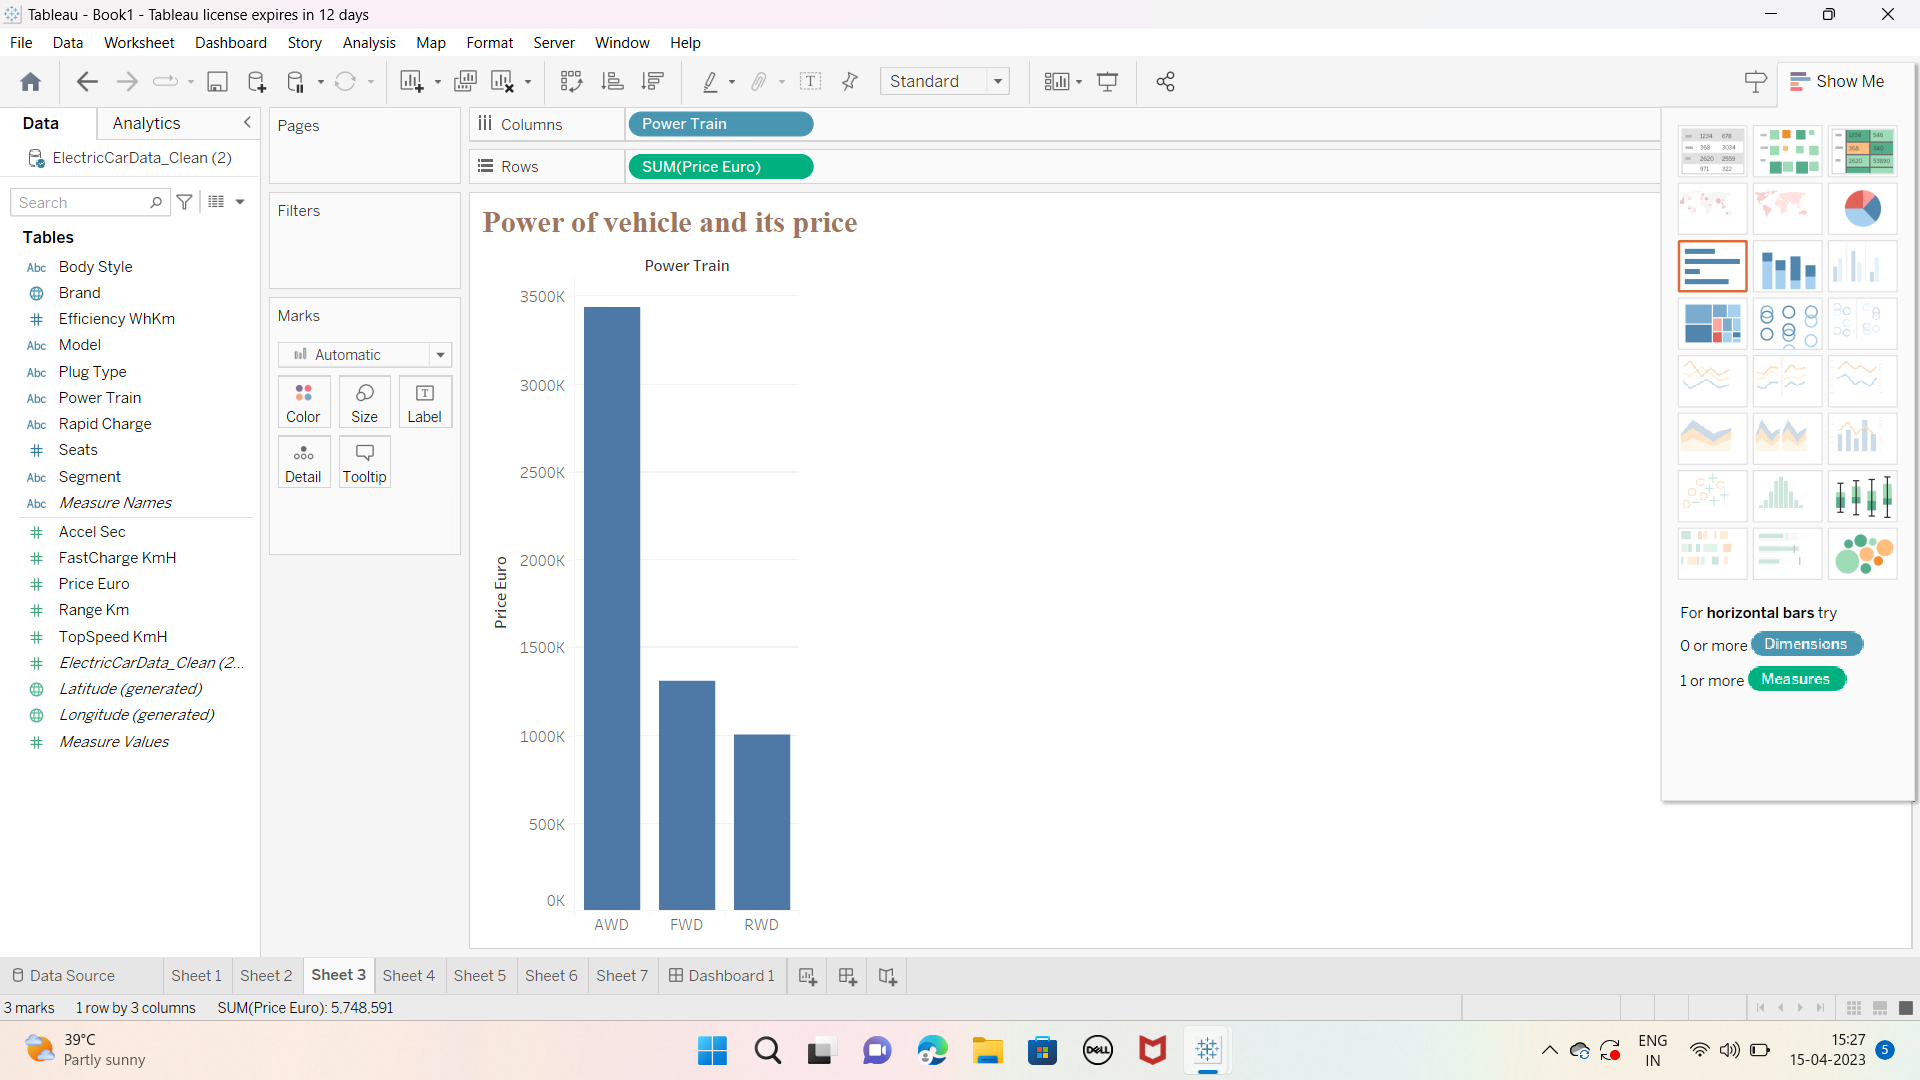 Tableau - Book1 - Tableau license expires in 12 days
File Data Worksheet Dashboard Story Analysis Map Format Server Window Help
Standard
Show Me
Data Analytics
ElectricCarData_Clean (2)
Search
Tables
Abc Body Style
Brand
# Efficiency WhKm
Abc Model
Abc Plug Type
Abc Power Train
Abc Rapid Charge
# Seats
Abc Segment
Abc Measure Names
# Accel Sec
# FastCharge KmH
# Price Euro
# Range Km
# TopSpeed KmH
# ElectricCarData_Clean (2...
Latitude (generated)
Longitude (generated)
# Measure Values
Pages
Filters
Marks
Automatic
Color Size Label
Detail Tooltip
Columns Power Train
Rows SUM(Price Euro)
Power of vehicle and its price
Power Train
3500K
3000K
2500K
2000K
1500K
1000K
500K
0K
Price Euro
AWD FWD RWD
For horizontal bars try
0 or more Dimensions
1 or more Measures
Data Source Sheet 1 Sheet 2 Sheet 3 Sheet 4 Sheet 5 Sheet 6 Sheet 7 Dashboard 1
3 marks 1 row by 3 columns SUM(Price Euro): 5,748,591
39°C
Partly sunny
DELL
ENG
IN
15:27
15-04-2023
5